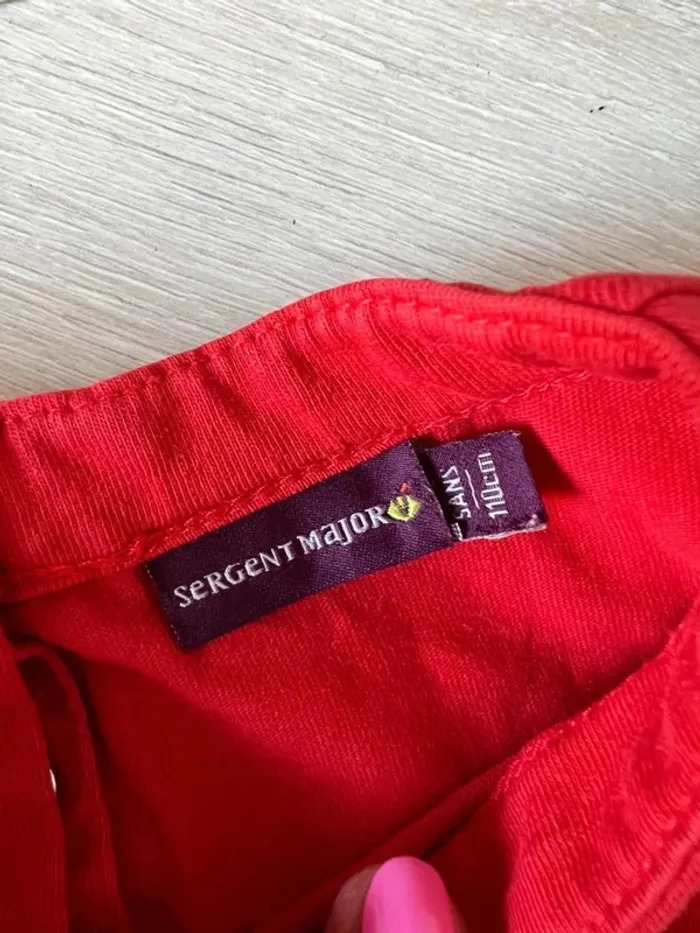 SeRGeNT MaJOR
5ANS
110cm